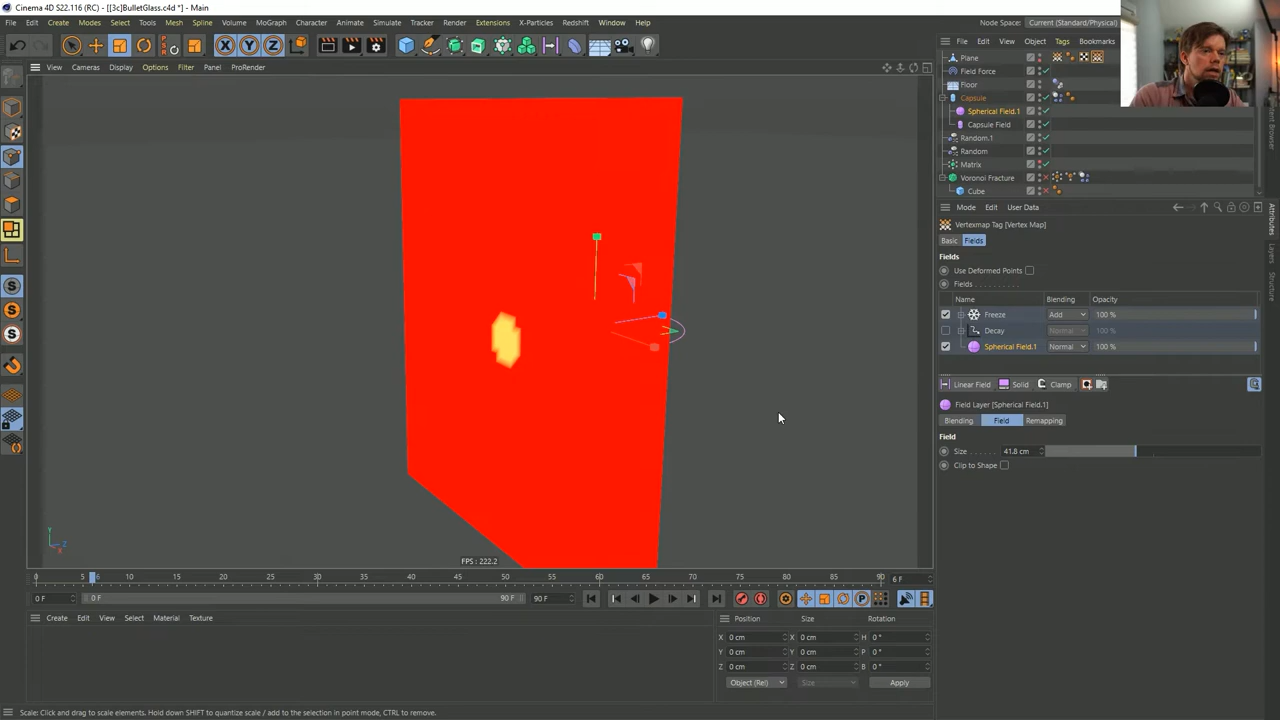 Cinema 4D S22.116 (RC) - [[3c]BulletGlass.c4d *] - Main
Node Space: Current (Standard/Physical)
File Edit Create Modes Select Tools Mesh Spline Volume MoGraph Character Animate Simulate Tracker Render Extensions X-Particles Redshift Window Help
File Edit View Object Tags Bookmarks
View Cameras Display Options Filter Panel ProRender
Plane
Field Force
Floor
Capsule
Spherical Field.1
Capsule Field
Random.1
Random
Matrix
Voronoi Fracture
Cube
Content Browser
Attributes
Layers
Structure
Mode Edit User Data
Vertexmap Tag [Vertex Map]
Basic Fields
Fields
Use Deformed Points
Fields
Name Blending Opacity
Freeze Add 100 %
Decay Normal 100 %
Spherical Field.1 Normal 100 %
Linear Field Solid Clamp
Field Layer [Spherical Field.1]
Blending Field Remapping
Field
Size 41.8 cm
Clip to Shape
Y
Z
X
FPS : 222.2
0 5 6 10 15 20 25 30 35 40 45 50 55 60 65 70 75 80 85 90 6 F
0 F 0 F 90 F 90 F
Create Edit View Select Material Texture
Position Size Rotation
X 0 cm X 0 cm H 0 °
Y 0 cm Y 0 cm P 0 °
Z 0 cm Z 0 cm B 0 °
Object (Rel) Size Apply
Scale: Click and drag to scale elements. Hold down SHIFT to quantize scale / add to the selection in point mode, CTRL to remove.